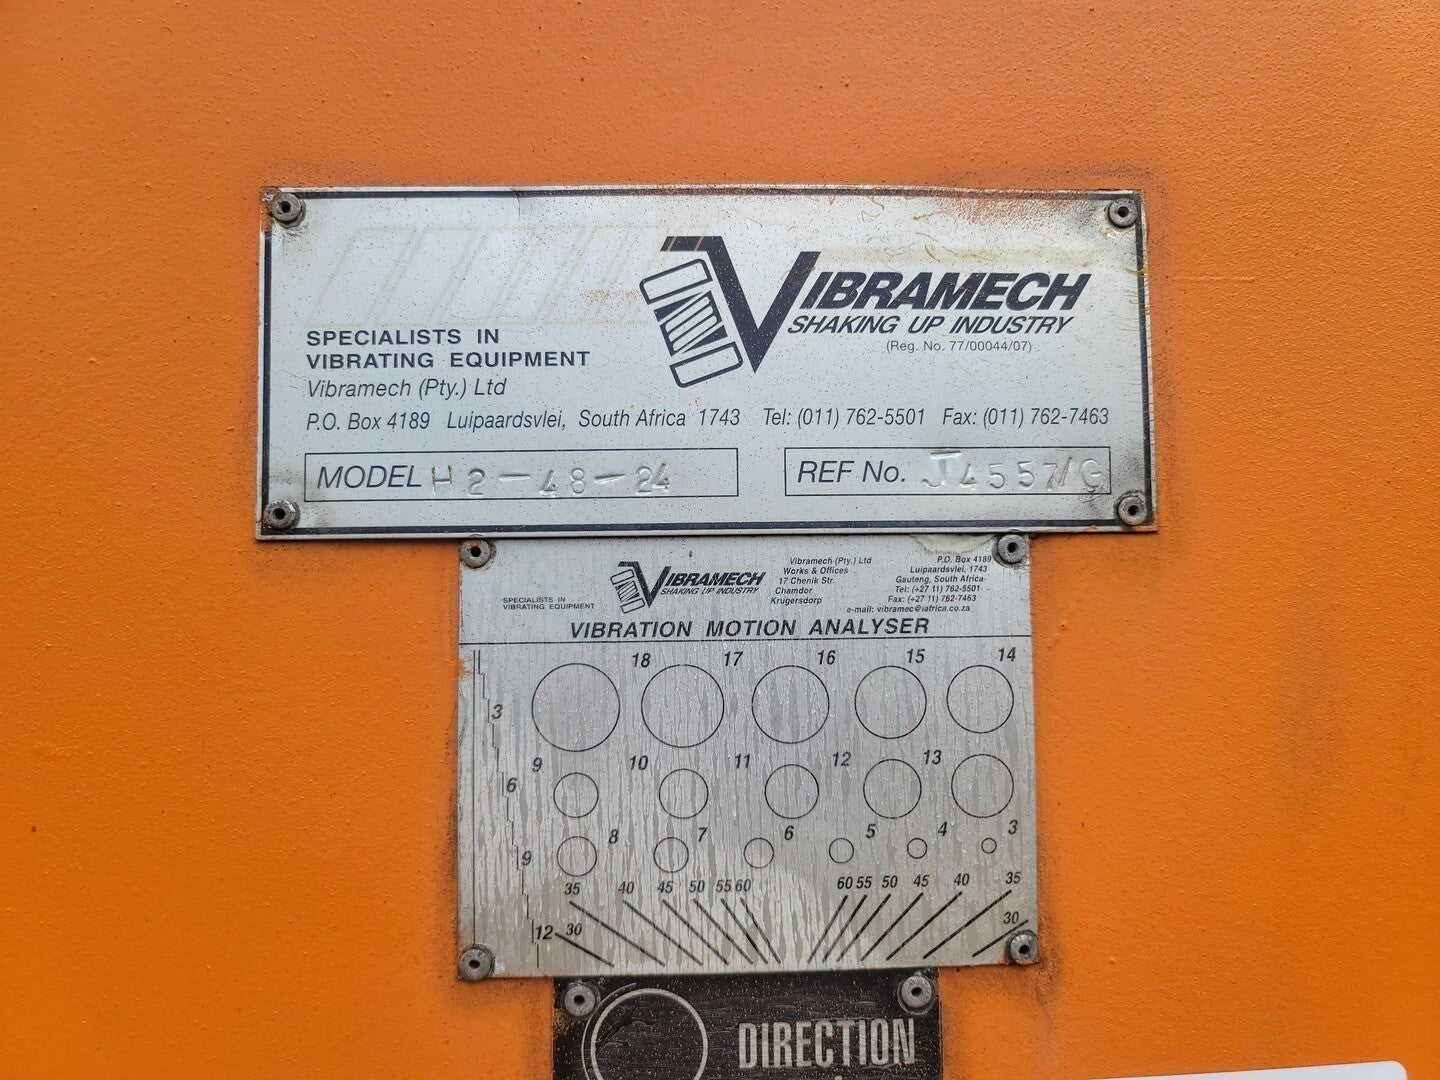 VIBRAMECH
SHAKING UP INDUSTRY
(Reg. No. 77/00044/07)
SPECIALISTS IN
VIBRATING EQUIPMENT
Vibramech (Pty.) Ltd
P.O. Box 4189 Luipaardsvlei, South Africa 1743 Tel: (011) 762-5501 Fax: (011) 762-7463
MODEL H2-48-24 REF No. J4557/G
SPECIALISTS IN
VIBRATING EQUIPMENT
VIBRAMECH
SHAKING UP INDUSTRY
Vibramech (Pty.) Ltd
Works & Offices
17 Chenik Str.
Chamdor
Krugersdorp
P.O. Box 4189
Luipaardsvlei, 1743
Gauteng, South Africa
Tel: (+27 11) 762-5501
Fax: (+27 11) 762-7463
e-mail: vibramec@iafrica.co.za
VIBRATION MOTION ANALYSER
18 17 16 15 14
3
9 10 11 12 13
6
8 7 6 5 4 3
9
35 40 45 50 55 60 60 55 50 45 40 35
12 30 30
DIRECTION